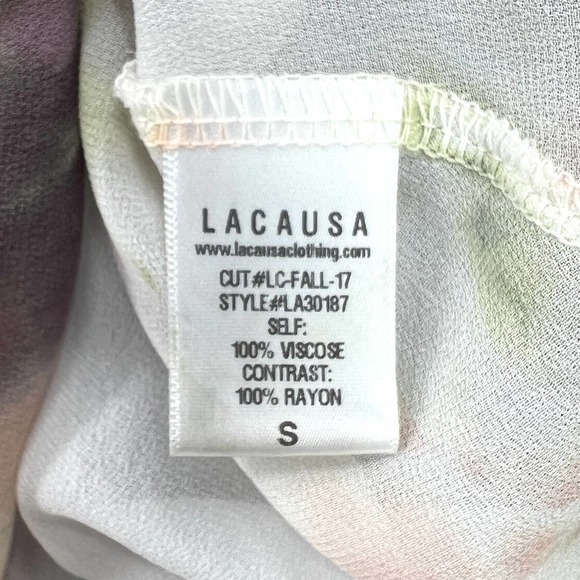 LACAUSA
www.lacausaclothing.com
CUT#LC-FALL-17
STYLE#LA30187
SELF:
100% VISCOSE
CONTRAST:
100% RAYON
S